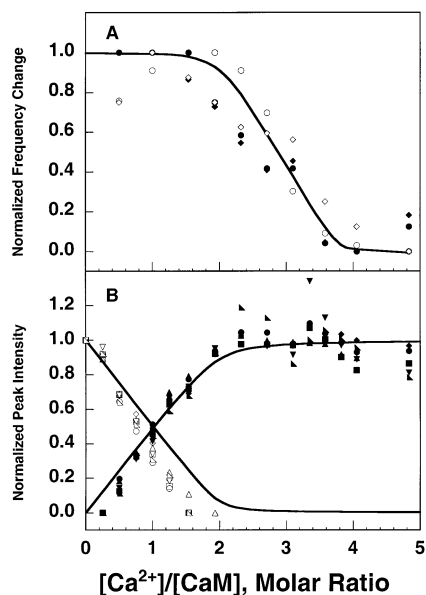 A
Normalized Frequency Change
1.0
0.8
0.6
0.4
0.2
0.0
B
Normalized Peak Intensity
1.2
1.0
0.8
0.6
0.4
0.2
0.0
0 1 2 3 4 5
[Ca2+]/[CaM], Molar Ratio